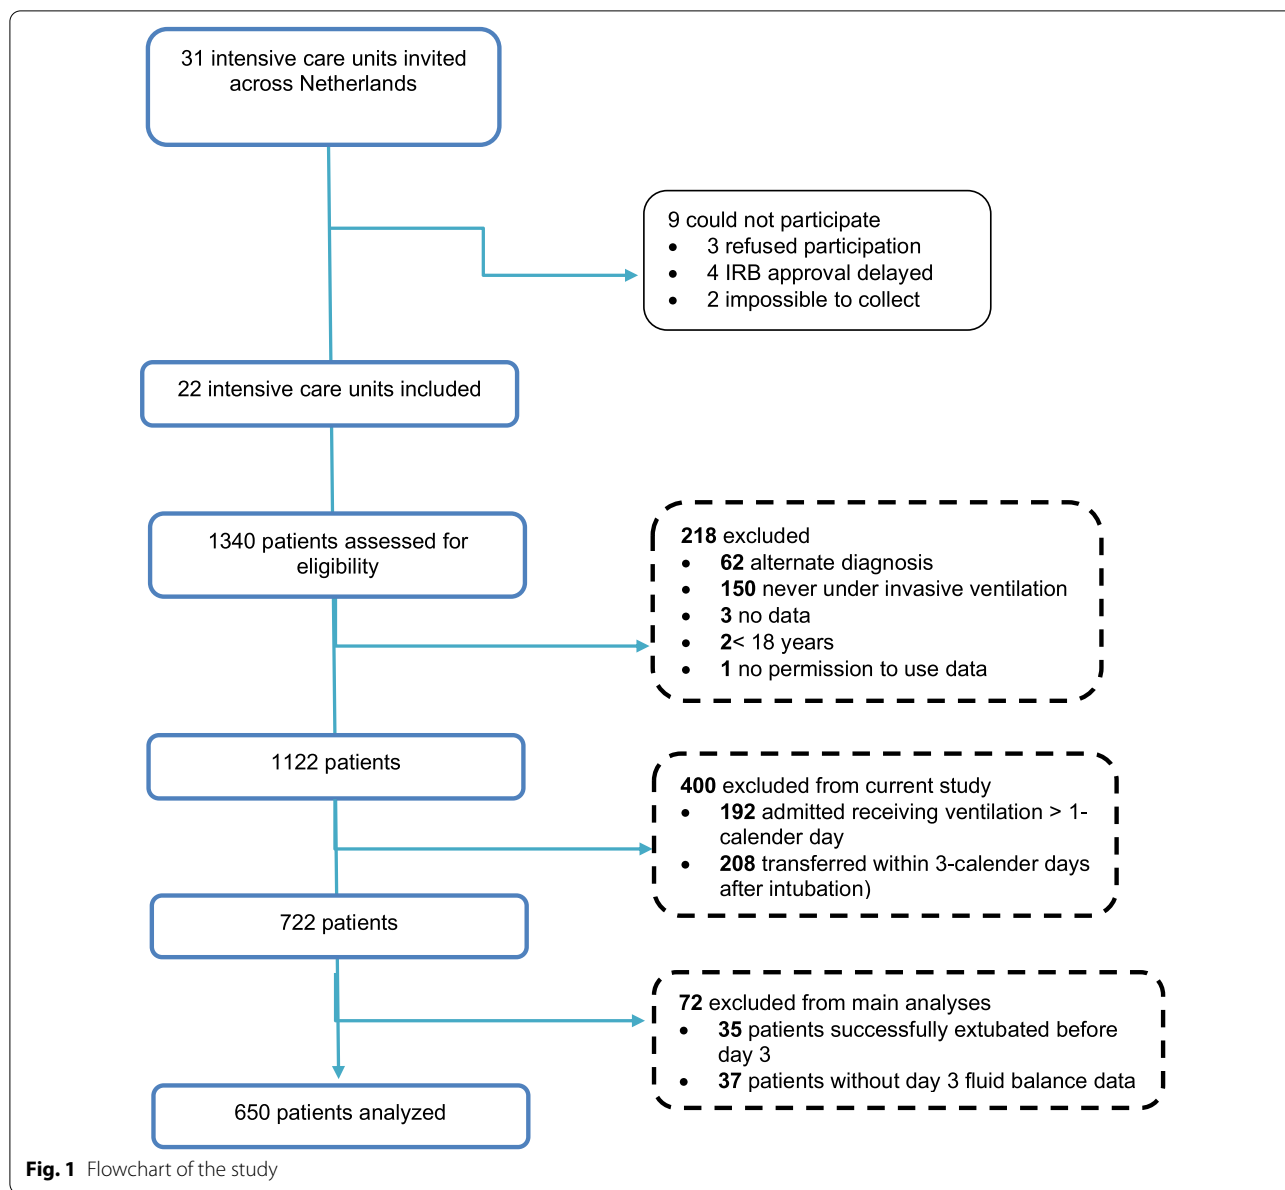 31 intensive care units invited
across Netherlands
9 could not participate
• 3 refused participation
• 4 IRB approval delayed
• 2 impossible to collect
22 intensive care units included
1340 patients assessed for
eligibility
218 excluded
• 62 alternate diagnosis
• 150 never under invasive ventilation
• 3 no data
• 2< 18 years
• 1 no permission to use data
1122 patients
400 excluded from current study
• 192 admitted receiving ventilation > 1-
calender day
• 208 transferred within 3-calender days
after intubation)
722 patients
72 excluded from main analyses
• 35 patients successfully extubated before
day 3
• 37 patients without day 3 fluid balance data
650 patients analyzed
Fig. 1 Flowchart of the study